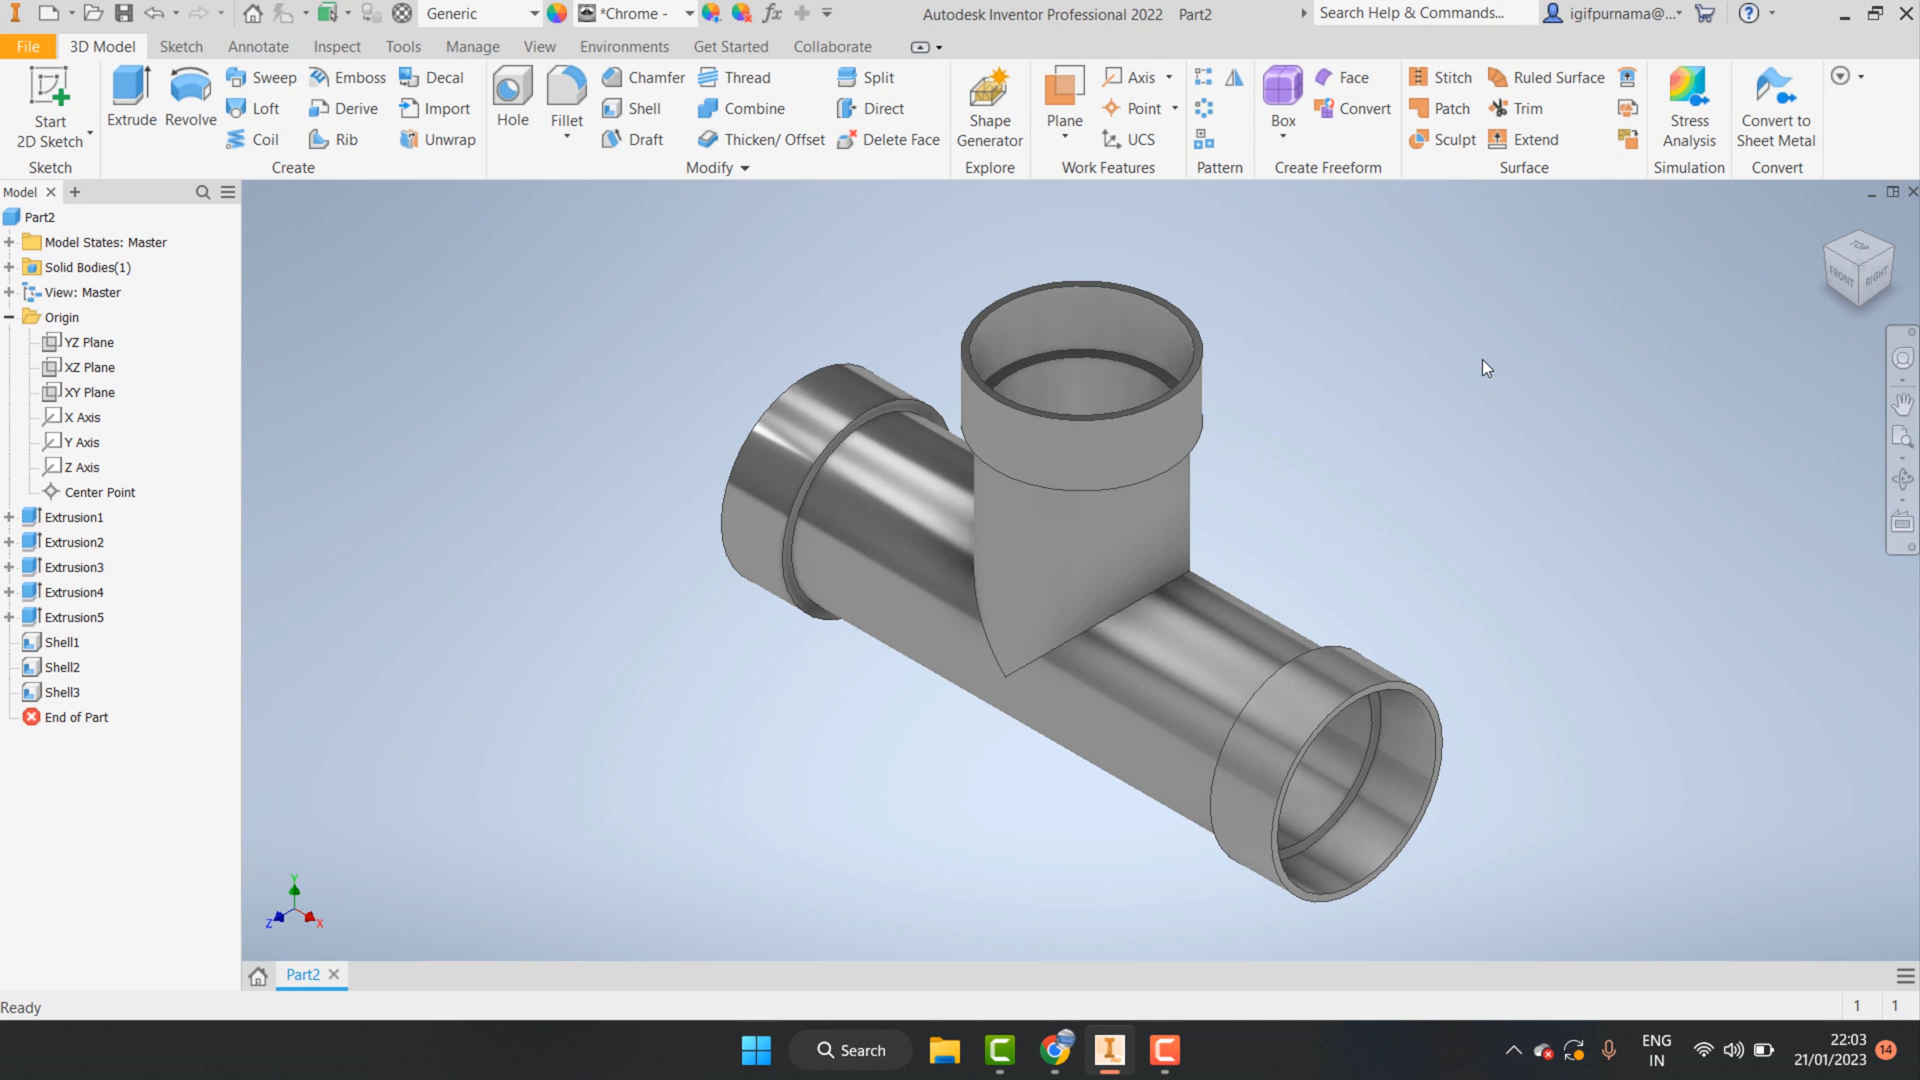 Generic
*Chrome -
fx
Autodesk Inventor Professional 2022 Part2
Search Help & Commands...
igifpurnama@...
File
3D Model
Sketch
Annotate
Inspect
Tools
Manage
View
Environments
Get Started
Collaborate
Start
2D Sketch
Sketch
Extrude
Revolve
Sweep
Emboss
Decal
Loft
Derive
Import
Coil
Rib
Unwrap
Create
Hole
Fillet
Chamfer
Thread
Split
Shell
Combine
Direct
Draft
Thicken/ Offset
Delete Face
Modify
Shape
Generator
Explore
Plane
Axis
Point
UCS
Work Features
Pattern
Box
Face
Convert
Create Freeform
Stitch
Ruled Surface
Patch
Trim
Sculpt
Extend
Surface
Stress
Analysis
Simulation
Convert to
Sheet Metal
Convert
Model
Part2
Model States: Master
Solid Bodies(1)
View: Master
Origin
YZ Plane
XZ Plane
XY Plane
X Axis
Y Axis
Z Axis
Center Point
Extrusion1
Extrusion2
Extrusion3
Extrusion4
Extrusion5
Shell1
Shell2
Shell3
End of Part
TOP
FRONT
RIGHT
Y
Z
X
Part2
Ready
1 1
Search
ENG
IN
22:03
21/01/2023
14